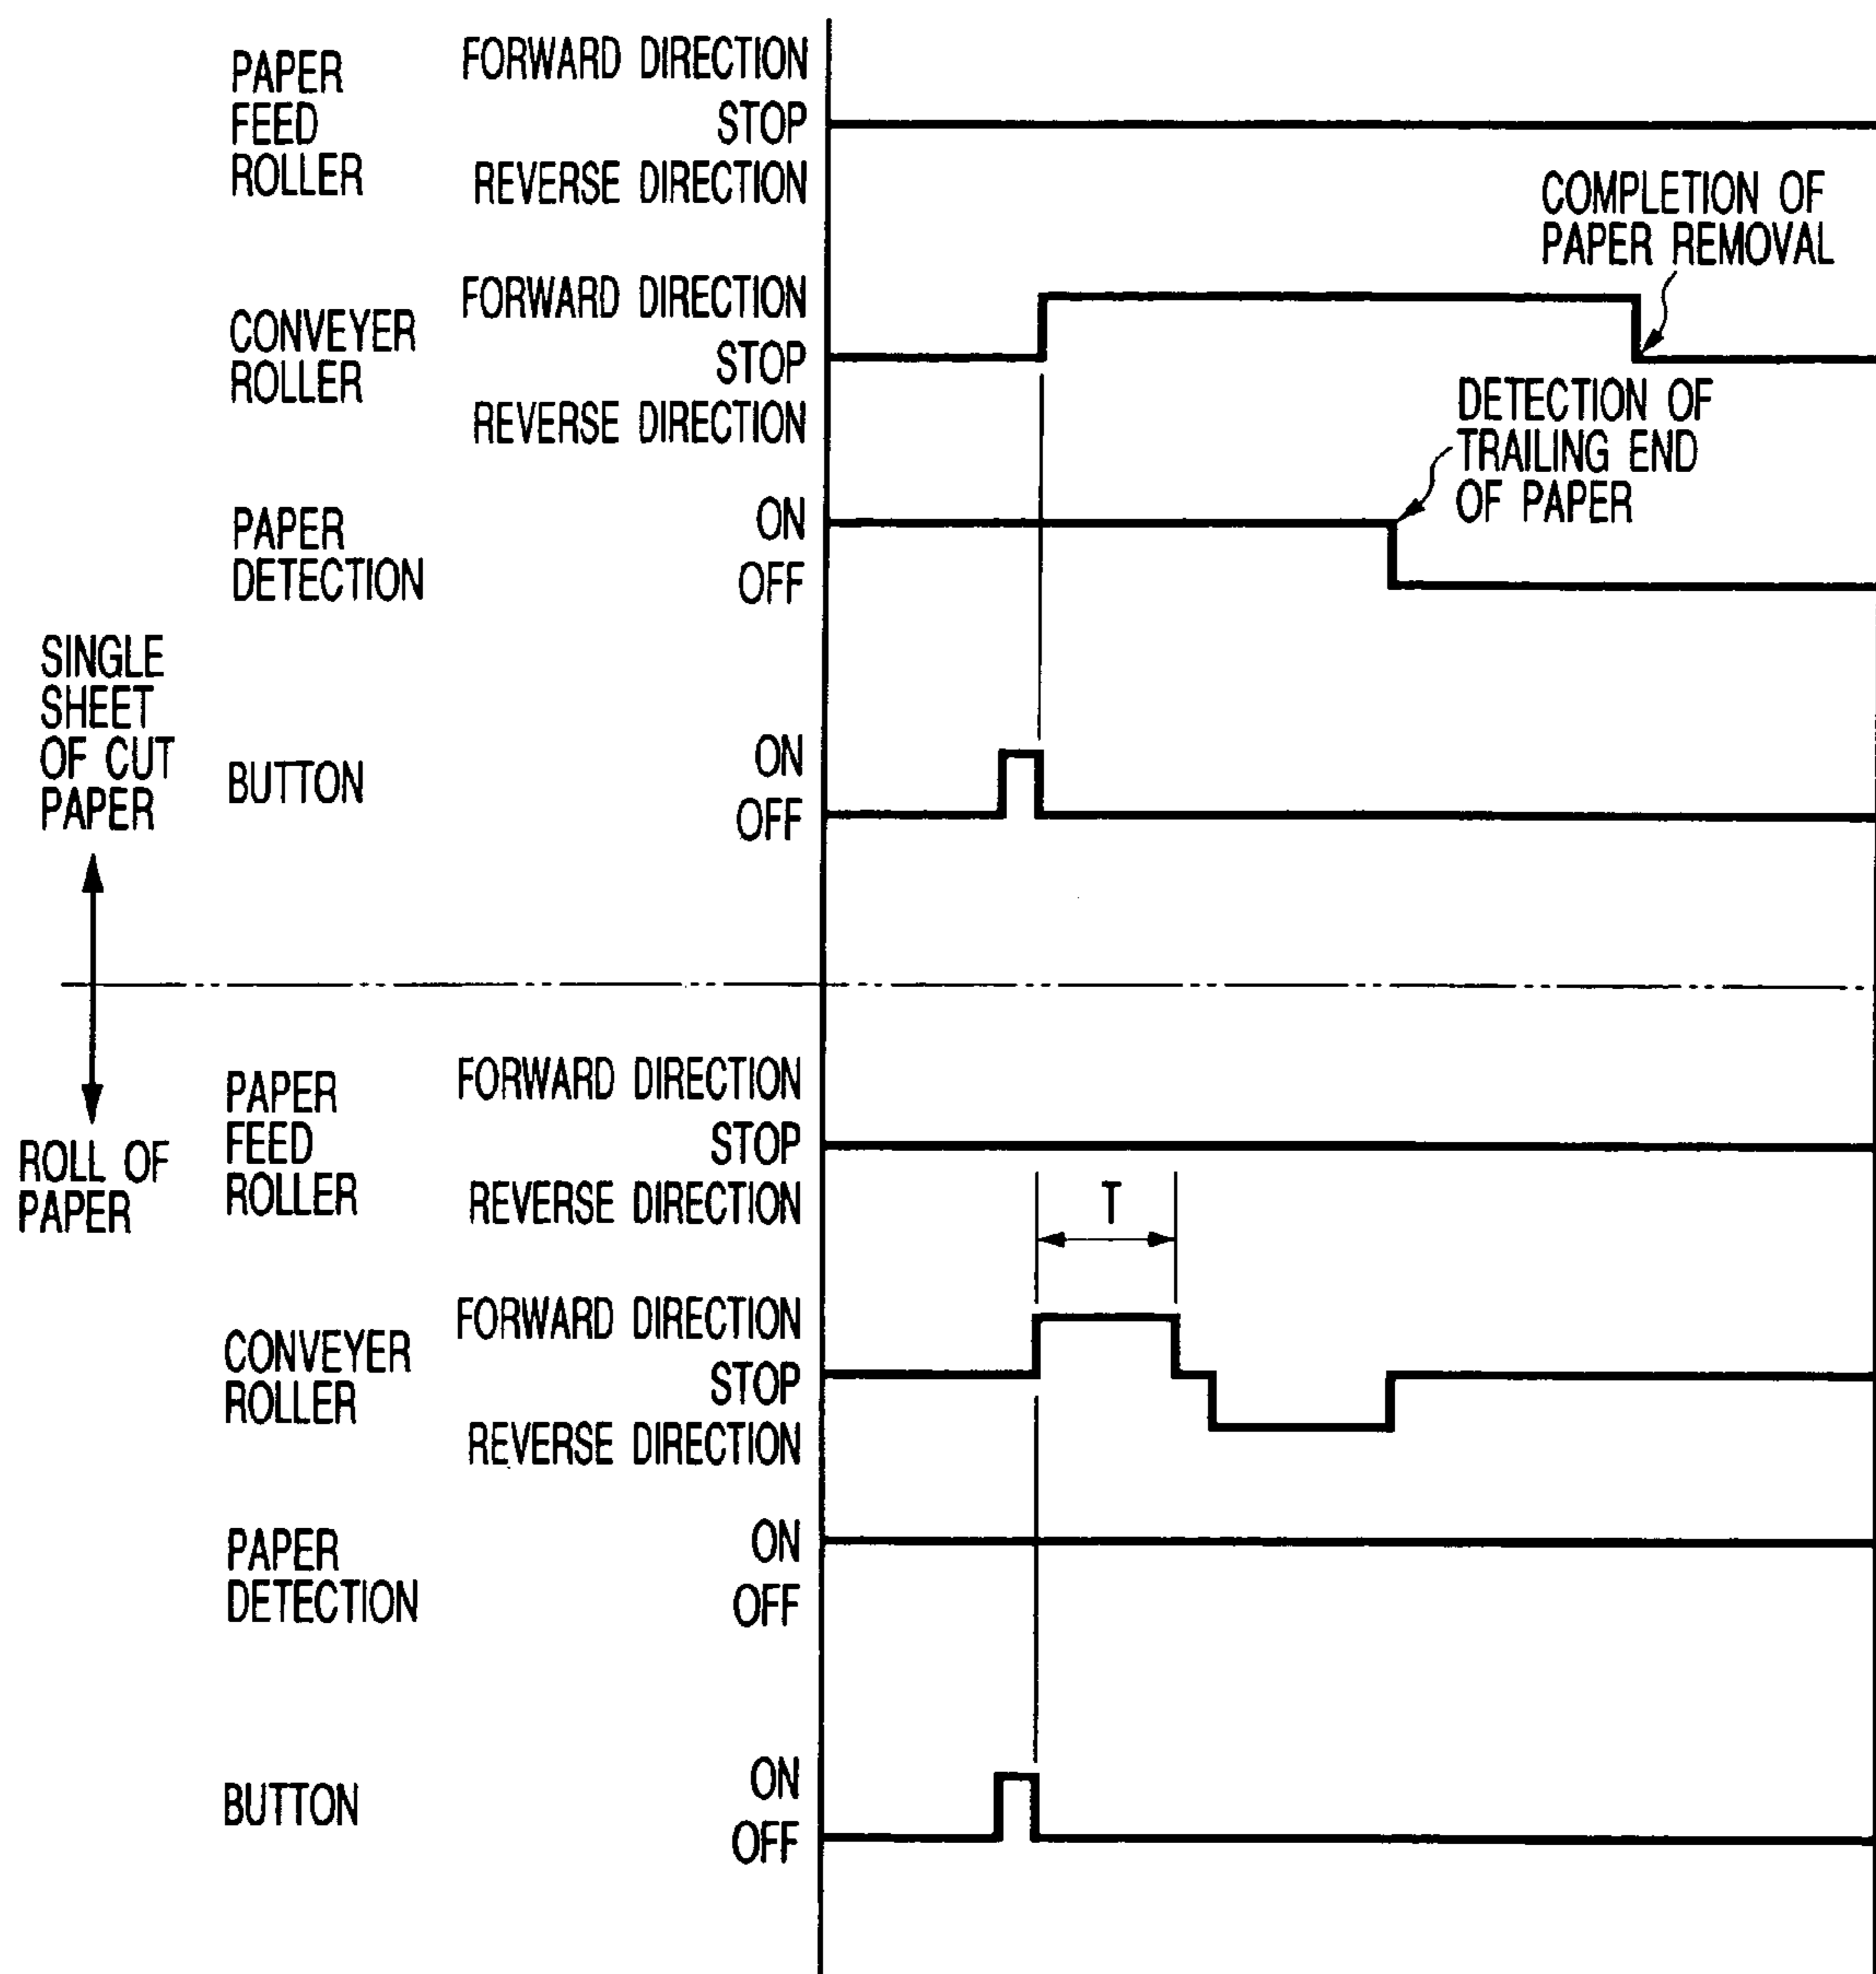 PAPER
FEED
ROLLER
FORWARD DIRECTION
STOP
REVERSE DIRECTION
COMPLETION OF
PAPER REMOVAL
CONVEYER
ROLLER
FORWARD DIRECTION
STOP
REVERSE DIRECTION
DETECTION OF
TRAILING END
OF PAPER
PAPER
DETECTION
ON
OFF
SINGLE
SHEET
OF CUT
PAPER
BUTTON
ON
OFF
ROLL OF
PAPER
PAPER
FEED
ROLLER
FORWARD DIRECTION
STOP
REVERSE DIRECTION
T
CONVEYER
ROLLER
FORWARD DIRECTION
STOP
REVERSE DIRECTION
PAPER
DETECTION
ON
OFF
BUTTON
ON
OFF